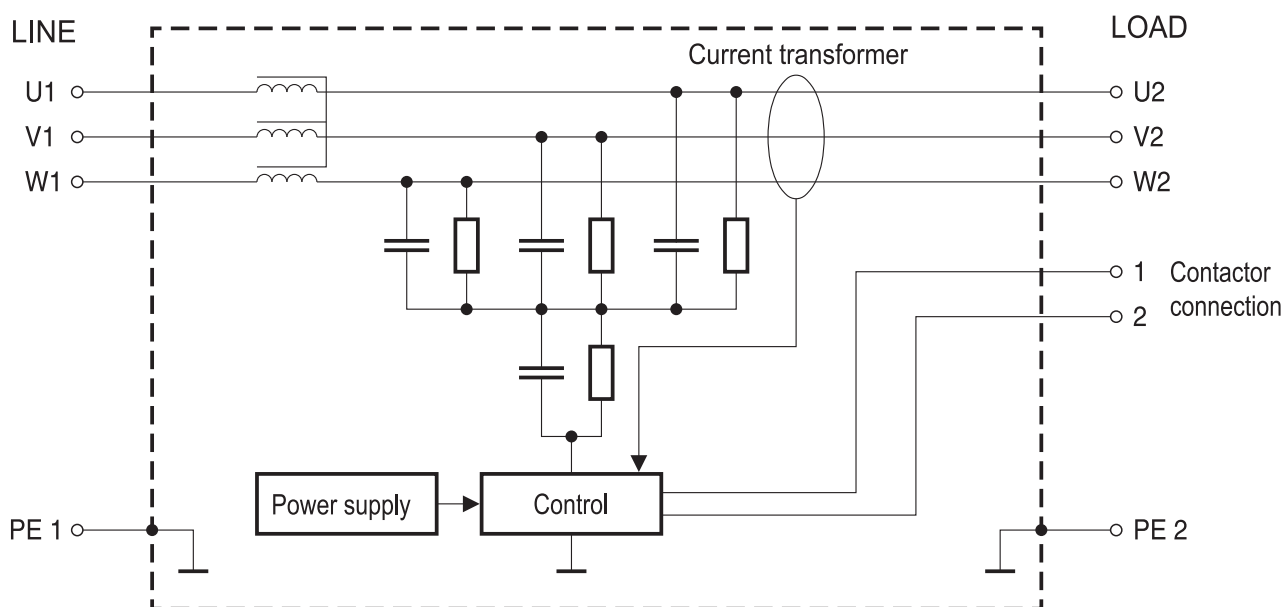 LINE
LOAD
Current transformer
U1
U2
V1
V2
W1
W2
1 Contactor
2 connection
Power supply
Control
PE 1
PE 2